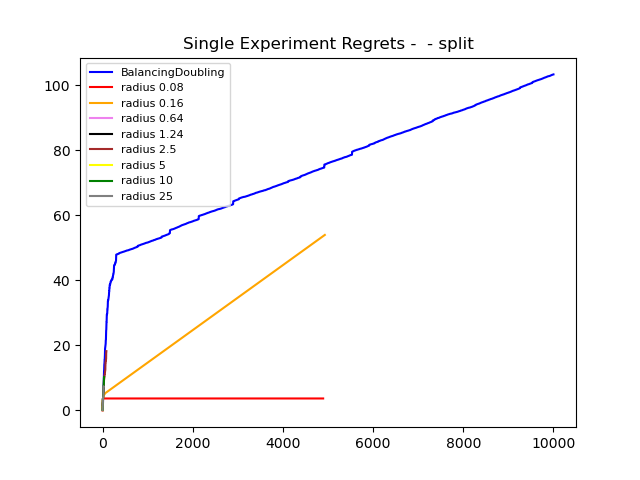 Single Experiment Regrets -  - split
BalancingDoubling
radius 0.08
radius 0.16
radius 0.64
radius 1.24
radius 2.5
radius 5
radius 10
radius 25
100
80
60
40
20
0
0 2000 4000 6000 8000 10000